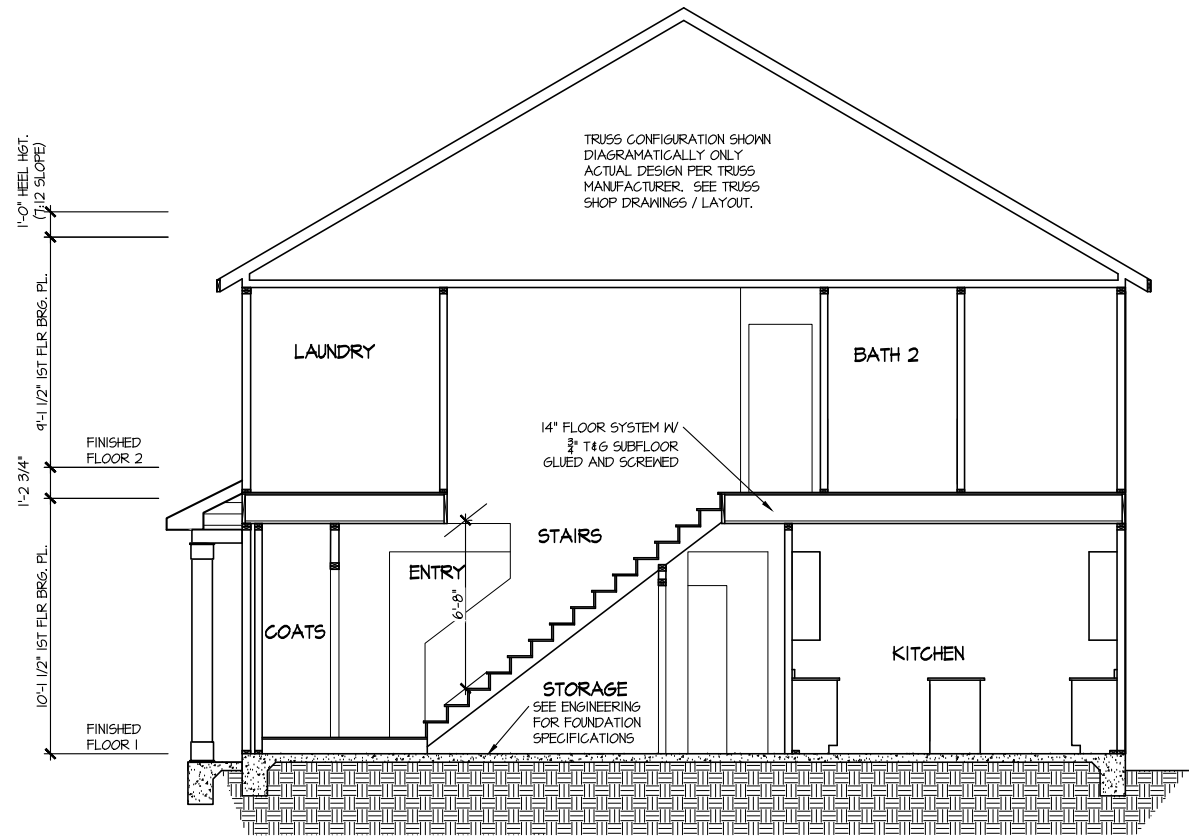 TRUSS CONFIGURATION SHOWN
DIAGRAMATICALLY ONLY
ACTUAL DESIGN PER TRUSS
MANUFACTURER. SEE TRUSS
SHOP DRAWINGS / LAYOUT.
1'-0" HEEL HGT.
(7:12 SLOPE)
9'-1 1/2" 1ST FLR BRG. PL.
LAUNDRY
BATH 2
14" FLOOR SYSTEM W/
3/4" T&G SUBFLOOR
GLUED AND SCREWED
FINISHED
FLOOR 2
1'-2 3/4"
STAIRS
ENTRY
6'-8"
10'-1 1/2" 1ST FLR BRG. PL.
COATS
KITCHEN
STORAGE
SEE ENGINEERING
FOR FOUNDATION
SPECIFICATIONS
FINISHED
FLOOR 1